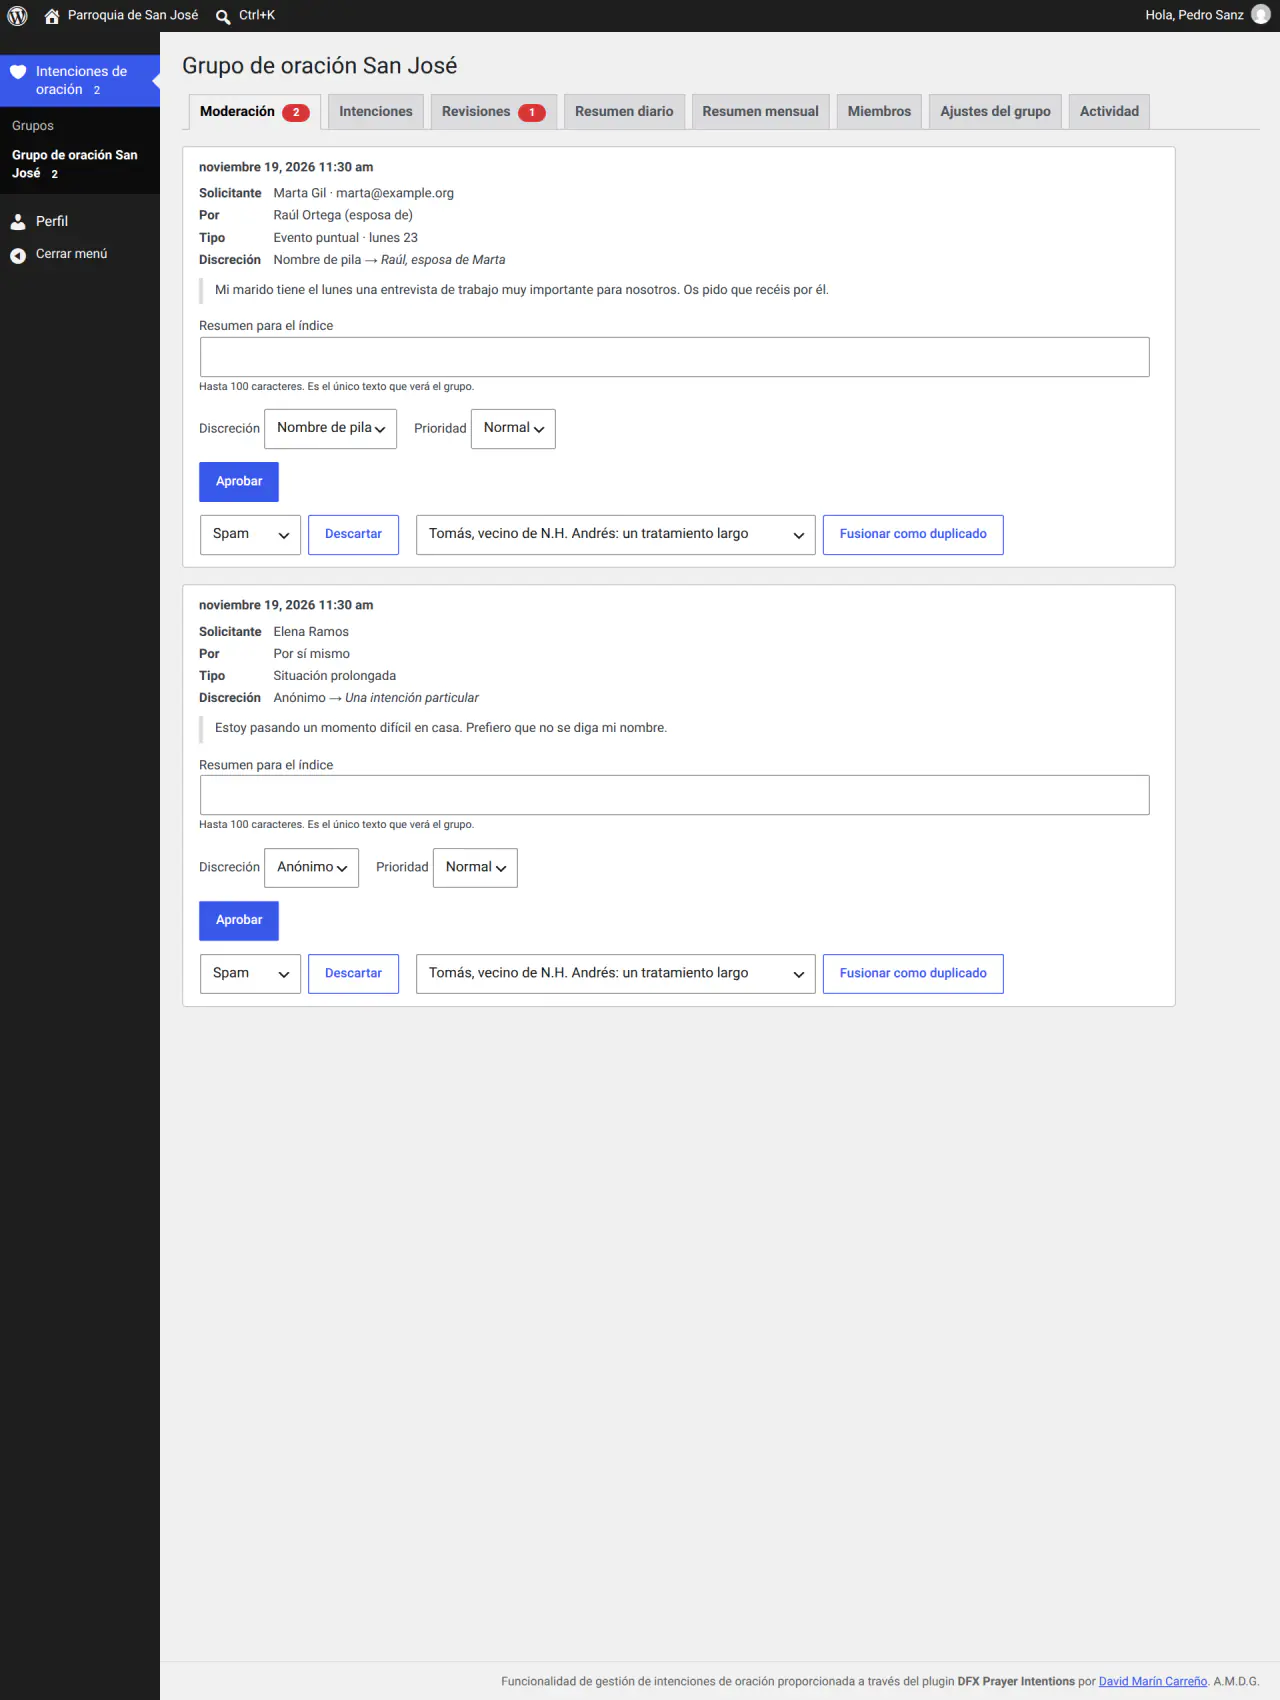 Parroquia de San José
Ctrl+K
Hola, Pedro Sanz
Intenciones de
oración 2
Grupos
Grupo de oración San
José 2
Perfil
Cerrar menú
Grupo de oración San José
Moderación 2
Intenciones
Revisiones 1
Resumen diario
Resumen mensual
Miembros
Ajustes del grupo
Actividad
noviembre 19, 2026 11:30 am
Solicitante Marta Gil · marta@example.org
Por Raúl Ortega (esposa de)
Tipo Evento puntual · lunes 23
Discreción Nombre de pila → Raúl, esposa de Marta
Mi marido tiene el lunes una entrevista de trabajo muy importante para nosotros. Os pido que recéis por él.
Resumen para el índice
Hasta 100 caracteres. Es el único texto que verá el grupo.
Discreción Nombre de pila Prioridad Normal
Aprobar
Spam Descartar Tomás, vecino de N.H. Andrés: un tratamiento largo Fusionar como duplicado
noviembre 19, 2026 11:30 am
Solicitante Elena Ramos
Por Por sí mismo
Tipo Situación prolongada
Discreción Anónimo → Una intención particular
Estoy pasando un momento difícil en casa. Prefiero que no se diga mi nombre.
Resumen para el índice
Hasta 100 caracteres. Es el único texto que verá el grupo.
Discreción Anónimo Prioridad Normal
Aprobar
Spam Descartar Tomás, vecino de N.H. Andrés: un tratamiento largo Fusionar como duplicado
Funcionalidad de gestión de intenciones de oración proporcionada a través del plugin DFX Prayer Intentions por David Marín Carreño. A.M.D.G.